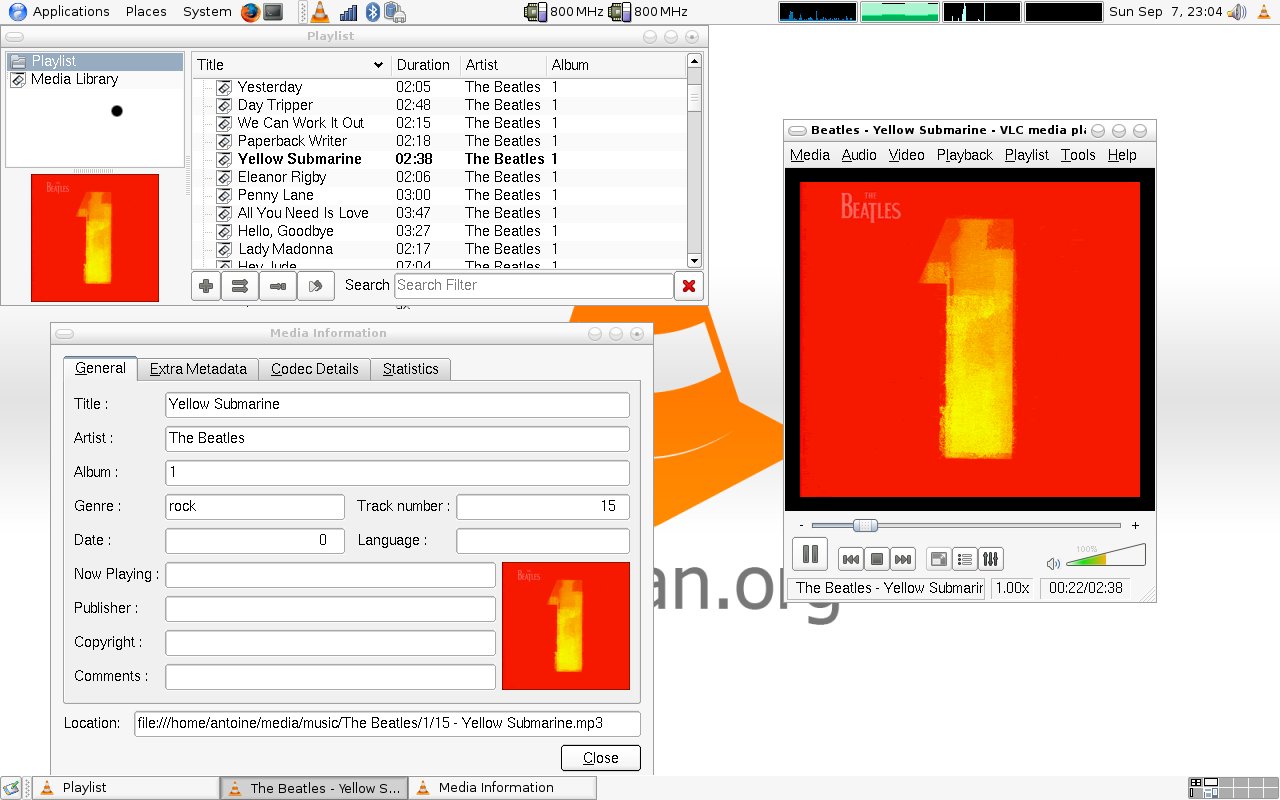 Applications Places System 800 MHz 800 MHz Sun Sep 7, 23:04
Playlist
Playlist
Media Library
Title Duration Artist Album
Yesterday 02:05 The Beatles 1
Day Tripper 02:48 The Beatles 1
We Can Work It Out 02:15 The Beatles 1
Paperback Writer 02:18 The Beatles 1
Yellow Submarine 02:38 The Beatles 1
Eleanor Rigby 02:06 The Beatles 1
Penny Lane 03:00 The Beatles 1
All You Need Is Love 03:47 The Beatles 1
Hello, Goodbye 03:27 The Beatles 1
Lady Madonna 02:17 The Beatles 1
Hey Jude 07:04 The Beatles 1
THE BEATLES
1
Search Search Filter
Media Information
General Extra Metadata Codec Details Statistics
Title : Yellow Submarine
Artist : The Beatles
Album : 1
Genre : rock Track number : 15
Date : 0 Language :
Now Playing :
Publisher :
Copyright :
Comments :
THE BEATLES
1
Location: file:///home/antoine/media/music/The Beatles/1/15 - Yellow Submarine.mp3
Close
Beatles - Yellow Submarine - VLC media pl
Media Audio Video Playback Playlist Tools Help
THE BEATLES
1
- +
100%
The Beatles - Yellow Submarin 1.00x 00:22/02:38
an.org
Playlist The Beatles - Yellow S... Media Information